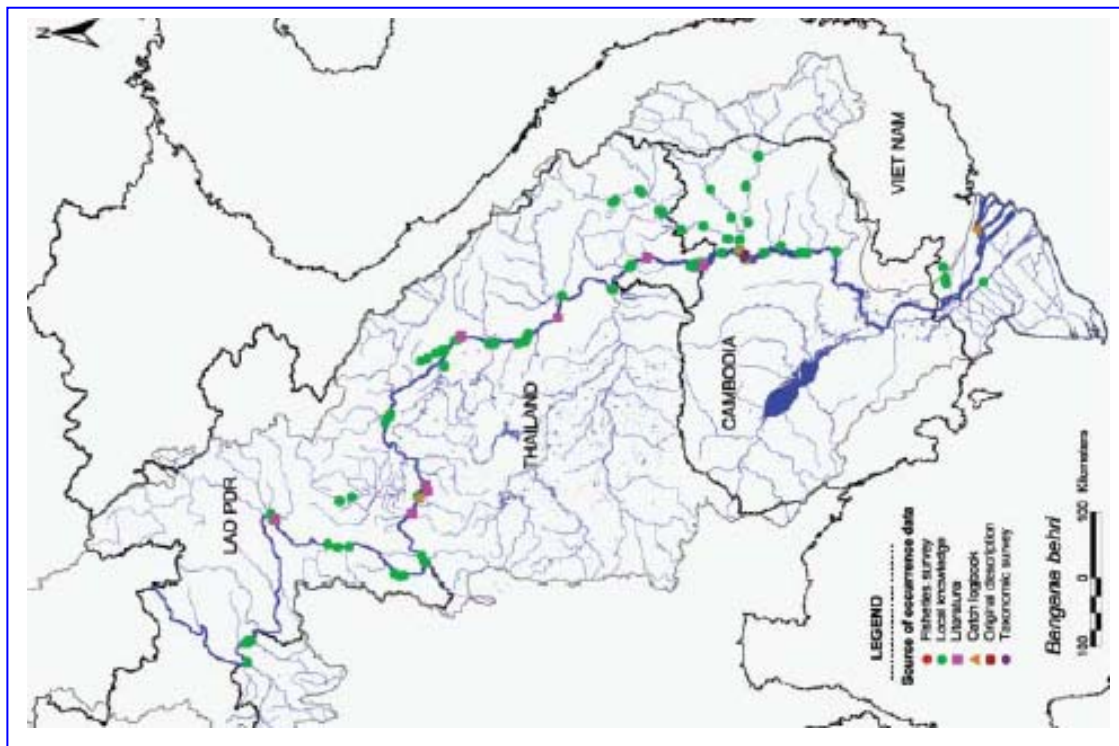 N
LAO PDR
THAILAND
CAMBODIA
VIET NAM
LEGEND
Source of occurrence data
Fisheries survey
Local knowledge
Literature
Catch logbook
Original description
Taxonomic survey
Bangana behri
100 0 100 Kilometers